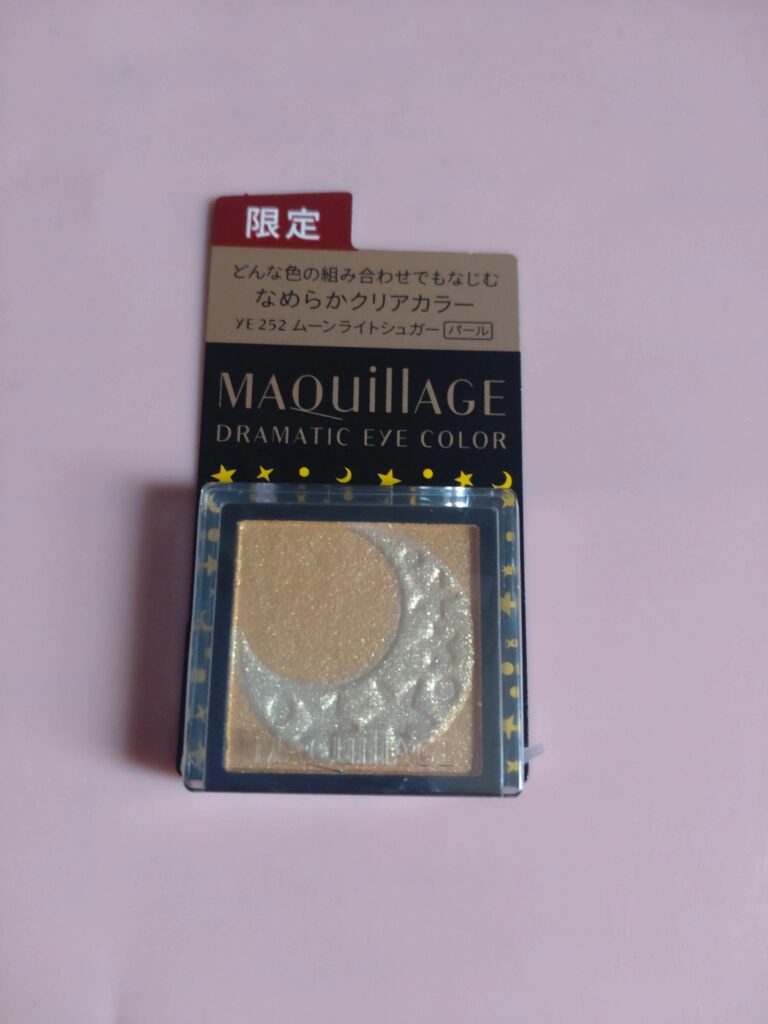 限定
どんな色の組み合わせでもなじむ
なめらかクリアカラー
YE 252 ムーンライトシュガー パール
MAQuillAGE
DRAMATIC EYE COLOR
MAQuillAGE